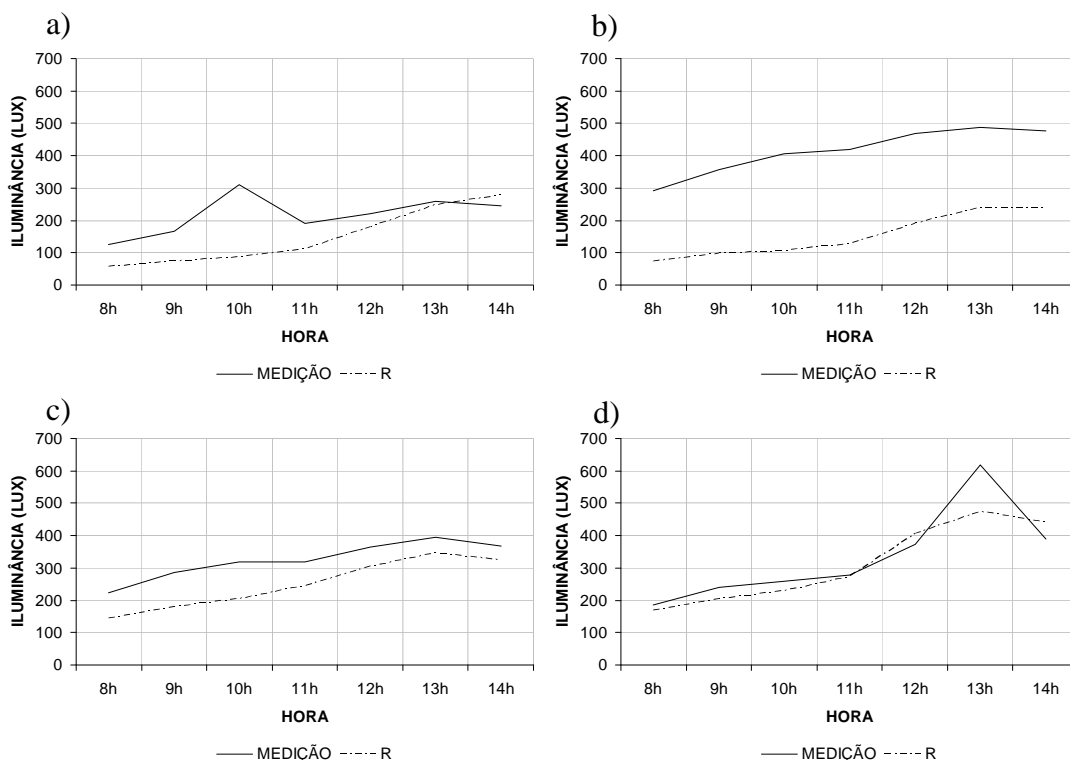 a)
700
600
500
400
300
200
100
0
ILUMINÂNCIA (LUX)
8h 9h 10h 11h 12h 13h 14h
HORA
MEDIÇÃO R
b)
700
600
500
400
300
200
100
0
ILUMINÂNCIA (LUX)
8h 9h 10h 11h 12h 13h 14h
HORA
MEDIÇÃO R
c)
700
600
500
400
300
200
100
0
ILUMINÂNCIA (LUX)
8h 9h 10h 11h 12h 13h 14h
HORA
MEDIÇÃO R
d)
700
600
500
400
300
200
100
0
ILUMINÂNCIA (LUX)
8h 9h 10h 11h 12h 13h 14h
HORA
MEDIÇÃO R